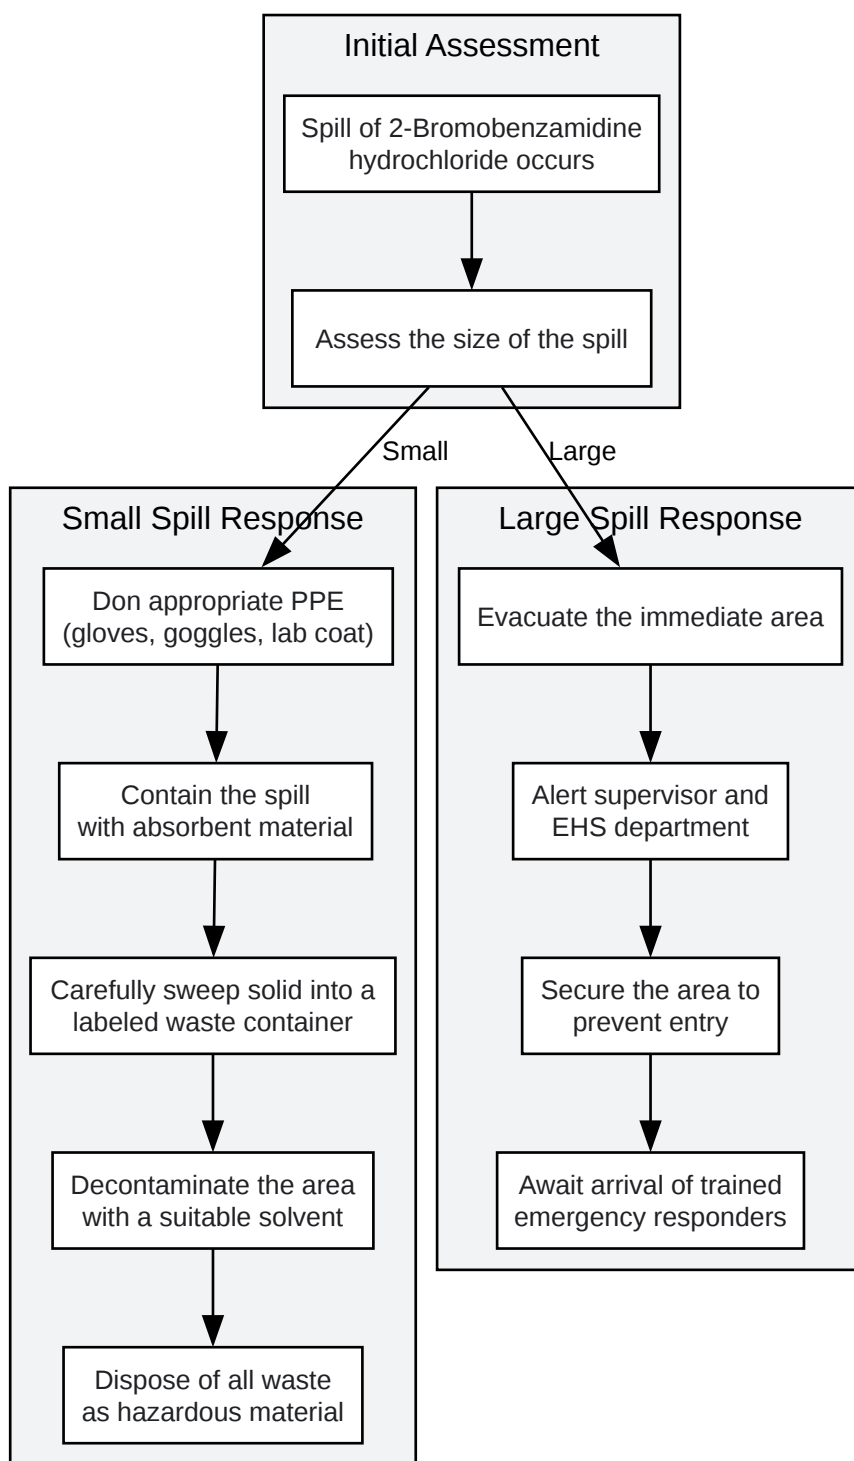 Initial Assessment
Spill of 2-Bromobenzamidine
hydrochloride occurs
Assess the size of the spill
Small
Large
Small Spill Response
Don appropriate PPE
(gloves, goggles, lab coat)
Contain the spill
with absorbent material
Carefully sweep solid into a
labeled waste container
Decontaminate the area
with a suitable solvent
Dispose of all waste
as hazardous material
Large Spill Response
Evacuate the immediate area
Alert supervisor and
EHS department
Secure the area to
prevent entry
Await arrival of trained
emergency responders